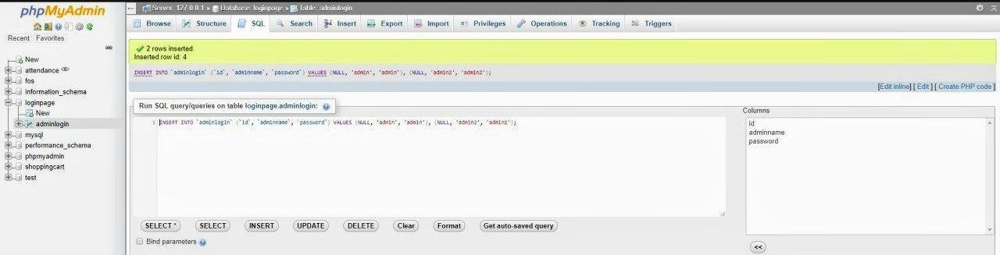 phpMyAdmin
Recent Favorites
New
attendance
fos
information_schema
loginpage
New
adminlogin
mysql
performance_schema
phpmyadmin
shoppingcart
test
Server: 127.0.0.1 » Database: loginpage » Table: adminlogin
Browse Structure SQL Search Insert Export Import Privileges Operations Tracking Triggers
2 rows inserted.
Inserted row id: 4
INSERT INTO `adminlogin` (`id`, `adminname`, `password`) VALUES (NULL, 'admin', 'admin'), (NULL, 'admin2', 'admin2');
[Edit inline] [ Edit ] [ Create PHP code ]
Run SQL query/queries on table loginpage.adminlogin:
1 INSERT INTO `adminlogin` (`id`, `adminname`, `password`) VALUES (NULL, 'admin', 'admin'), (NULL, 'admin2', 'admin2');
Columns
id
adminname
password
SELECT * SELECT INSERT UPDATE DELETE Clear Format Get auto-saved query
<<
Bind parameters